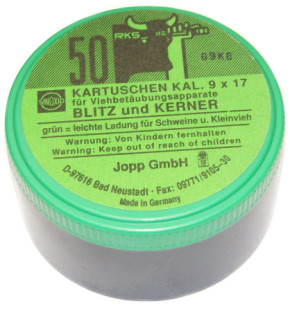 50
RKS
69KB
SINOXID
KARTUSCHEN KAL. 9 x 17
für Viehbetäubungsapparate
BLITZ und KERNER
grün = leichte Ladung für Schweine u. Kleinvieh
Warnung: Von Kindern fernhalten
Warning: Keep out of reach of children
Jopp GmbH
D-97616 Bad Neustadt · Fax: 09771/9105-30
Made in Germany